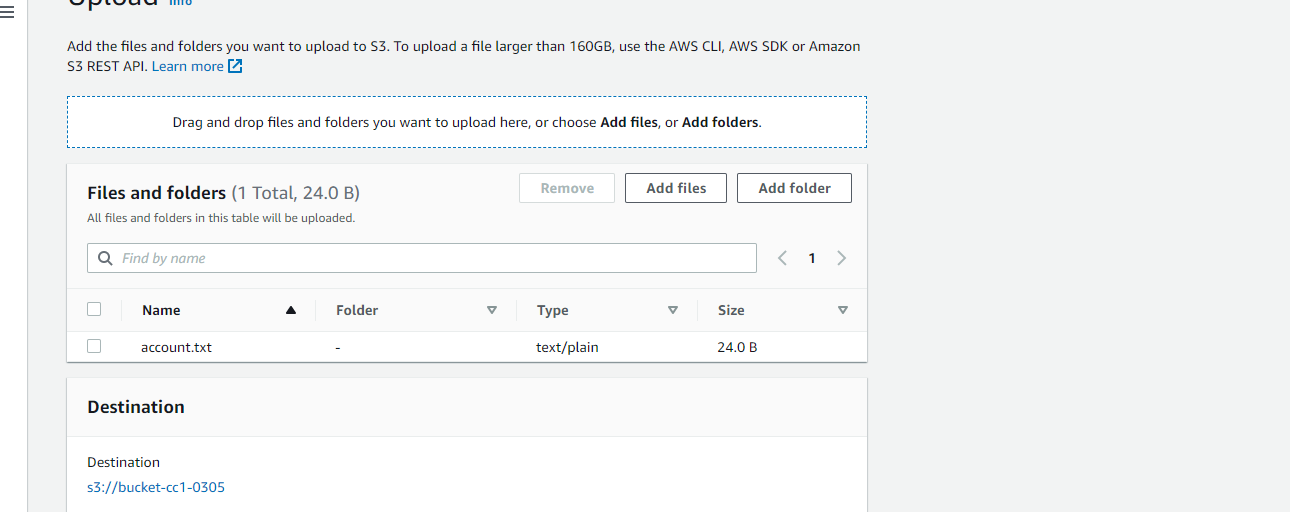 Upload Info
Add the files and folders you want to upload to S3. To upload a file larger than 160GB, use the AWS CLI, AWS SDK or Amazon
S3 REST API. Learn more
Drag and drop files and folders you want to upload here, or choose Add files, or Add folders.
Files and folders (1 Total, 24.0 B)
Remove
Add files
Add folder
All files and folders in this table will be uploaded.
Find by name
1
Name Folder Type Size
account.txt - text/plain 24.0 B
Destination
Destination
s3://bucket-cc1-0305